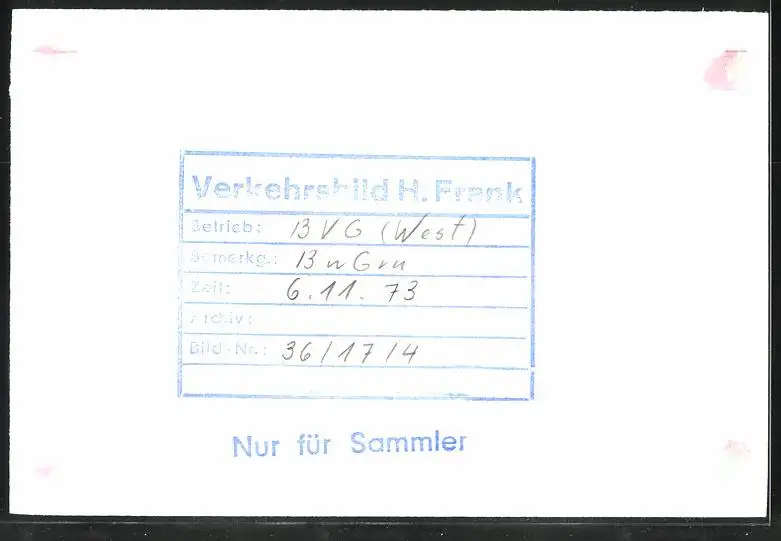 Verkehrsbild H. Frank
Betrieb: BVG (West)
Bemerkg.: Bn Gru
Zeit: 6.11.73
Archiv:
Bild-Nr.: 36/17/4
Nur für Sammler